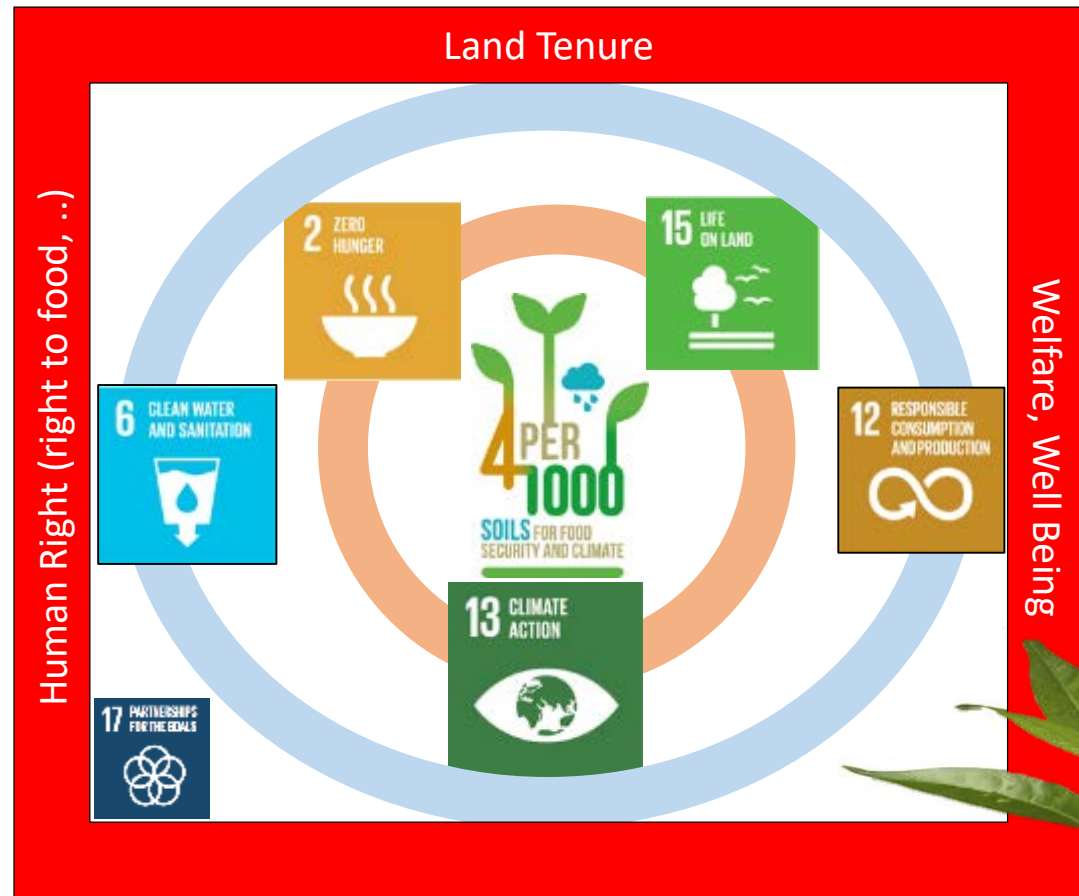 Land Tenure
Human Right (right to food, ..)
Welfare, Well Being
2 ZERO
HUNGER
15 LIFE
ON LAND
4 PER
1000
SOILS FOR FOOD
SECURITY AND CLIMATE
6 CLEAN WATER
AND SANITATION
12 RESPONSIBLE
CONSUMPTION
AND PRODUCTION
13 CLIMATE
ACTION
17 PARTNERSHIPS
FOR THE GOALS